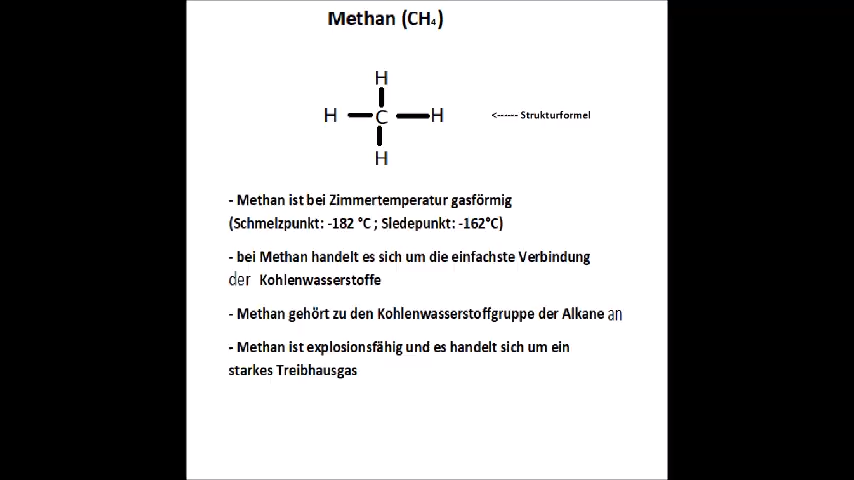 Methan (CH₄)
H
H C H
H
<------ Strukturformel
- Methan ist bei Zimmertemperatur gasförmig
(Schmelzpunkt: -182 °C ; Siedepunkt: -162°C)
- bei Methan handelt es sich um die einfachste Verbindung
der Kohlenwasserstoffe
- Methan gehört zu den Kohlenwasserstoffgruppe der Alkane an
- Methan ist explosionsfähig und es handelt sich um ein
starkes Treibhausgas